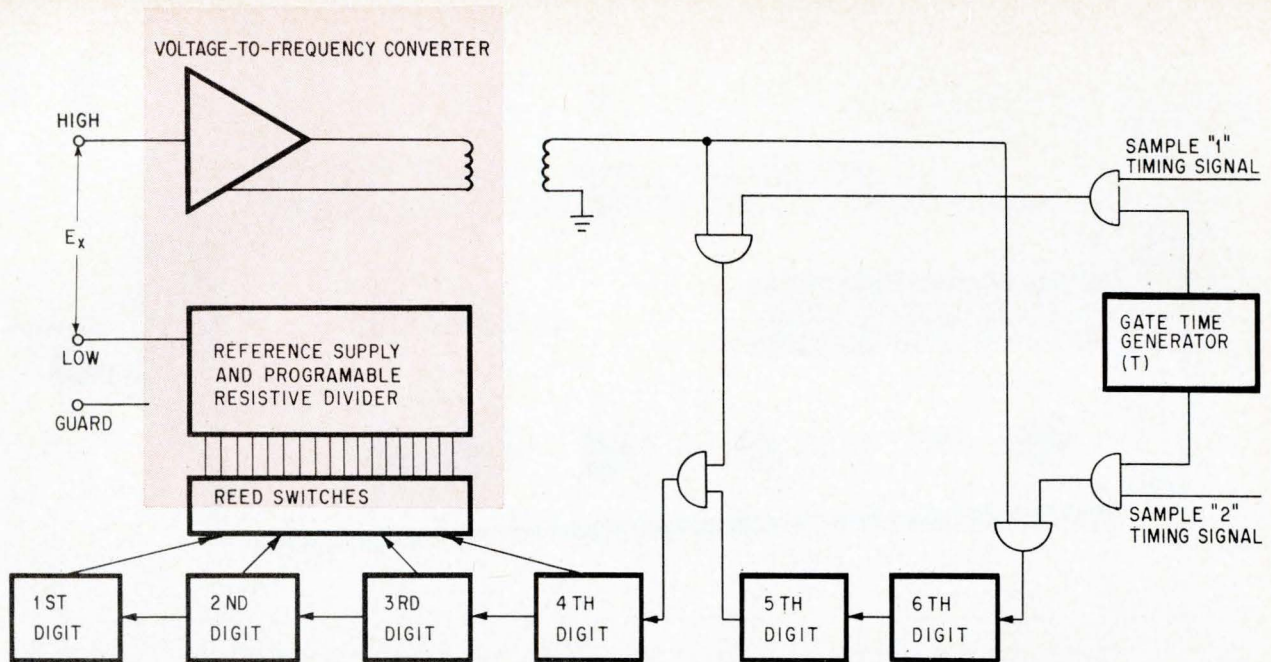 VOLTAGE-TO-FREQUENCY CONVERTER
HIGH
E_x
LOW
GUARD
REFERENCE SUPPLY
AND PROGRAMABLE
RESISTIVE DIVIDER
REED SWITCHES
SAMPLE "1"
TIMING SIGNAL
GATE TIME
GENERATOR
(T)
SAMPLE "2"
TIMING SIGNAL
1 ST
DIGIT
2 ND
DIGIT
3 RD
DIGIT
4 TH
DIGIT
5 TH
DIGIT
6 TH
DIGIT